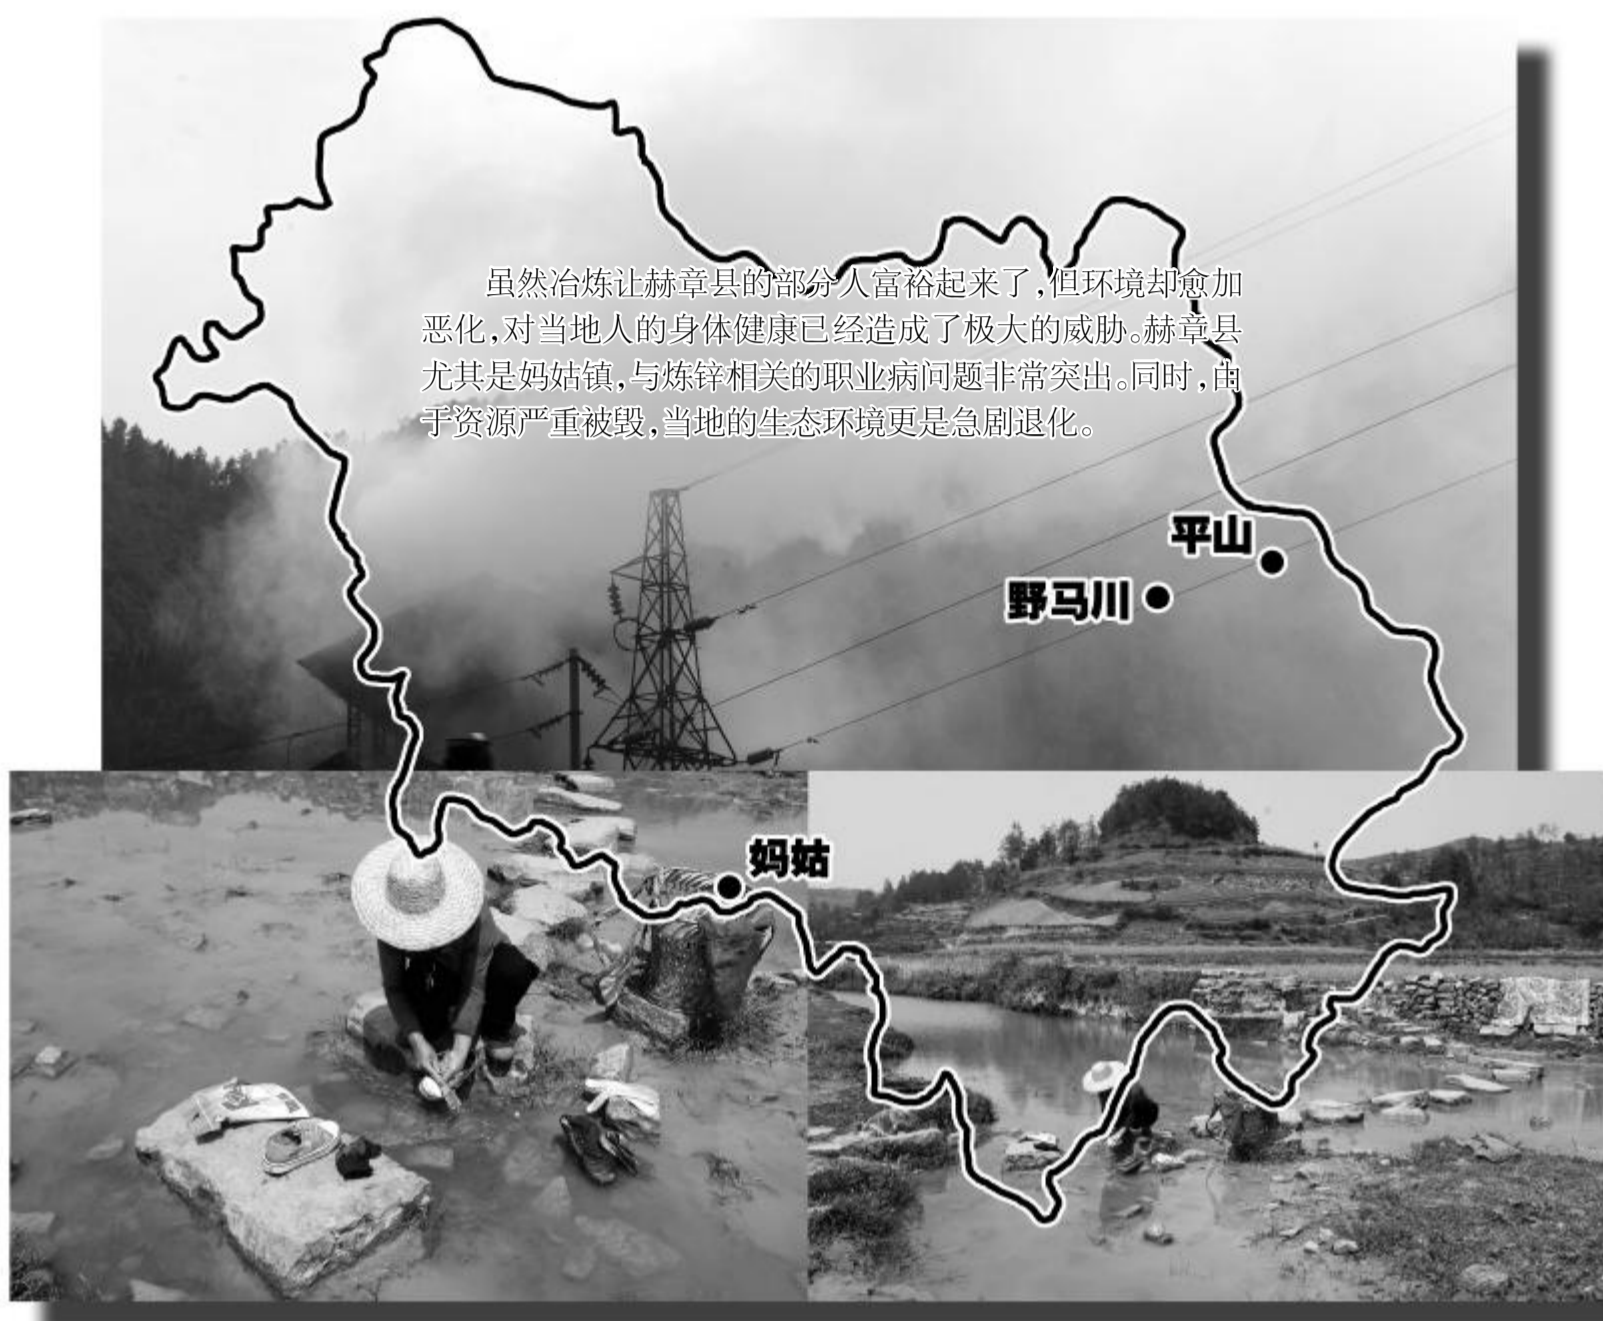 虽然冶炼让赫章县的部分人富裕起来了,但环境却愈加
恶化,对当地人的身体健康已经造成了极大的威胁。赫章县
尤其是妈姑镇,与炼锌相关的职业病问题非常突出。同时,由
于资源严重被毁,当地的生态环境更是急剧退化。
平山
野马川
妈姑